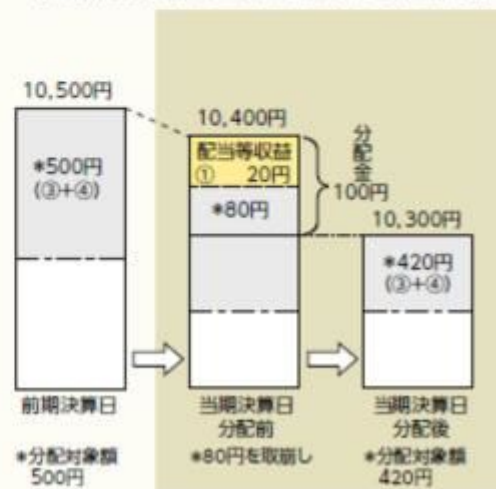 10,500円
*500円
(③+④)
前期決算日
*分配対象額
500円
10,400円
配当等収益
① 20円
*80円
分配金
100円
当期決算日
分配前
*80円を取崩し
10,300円
*420円
(③+④)
当期決算日
分配後
*分配対象額
420円